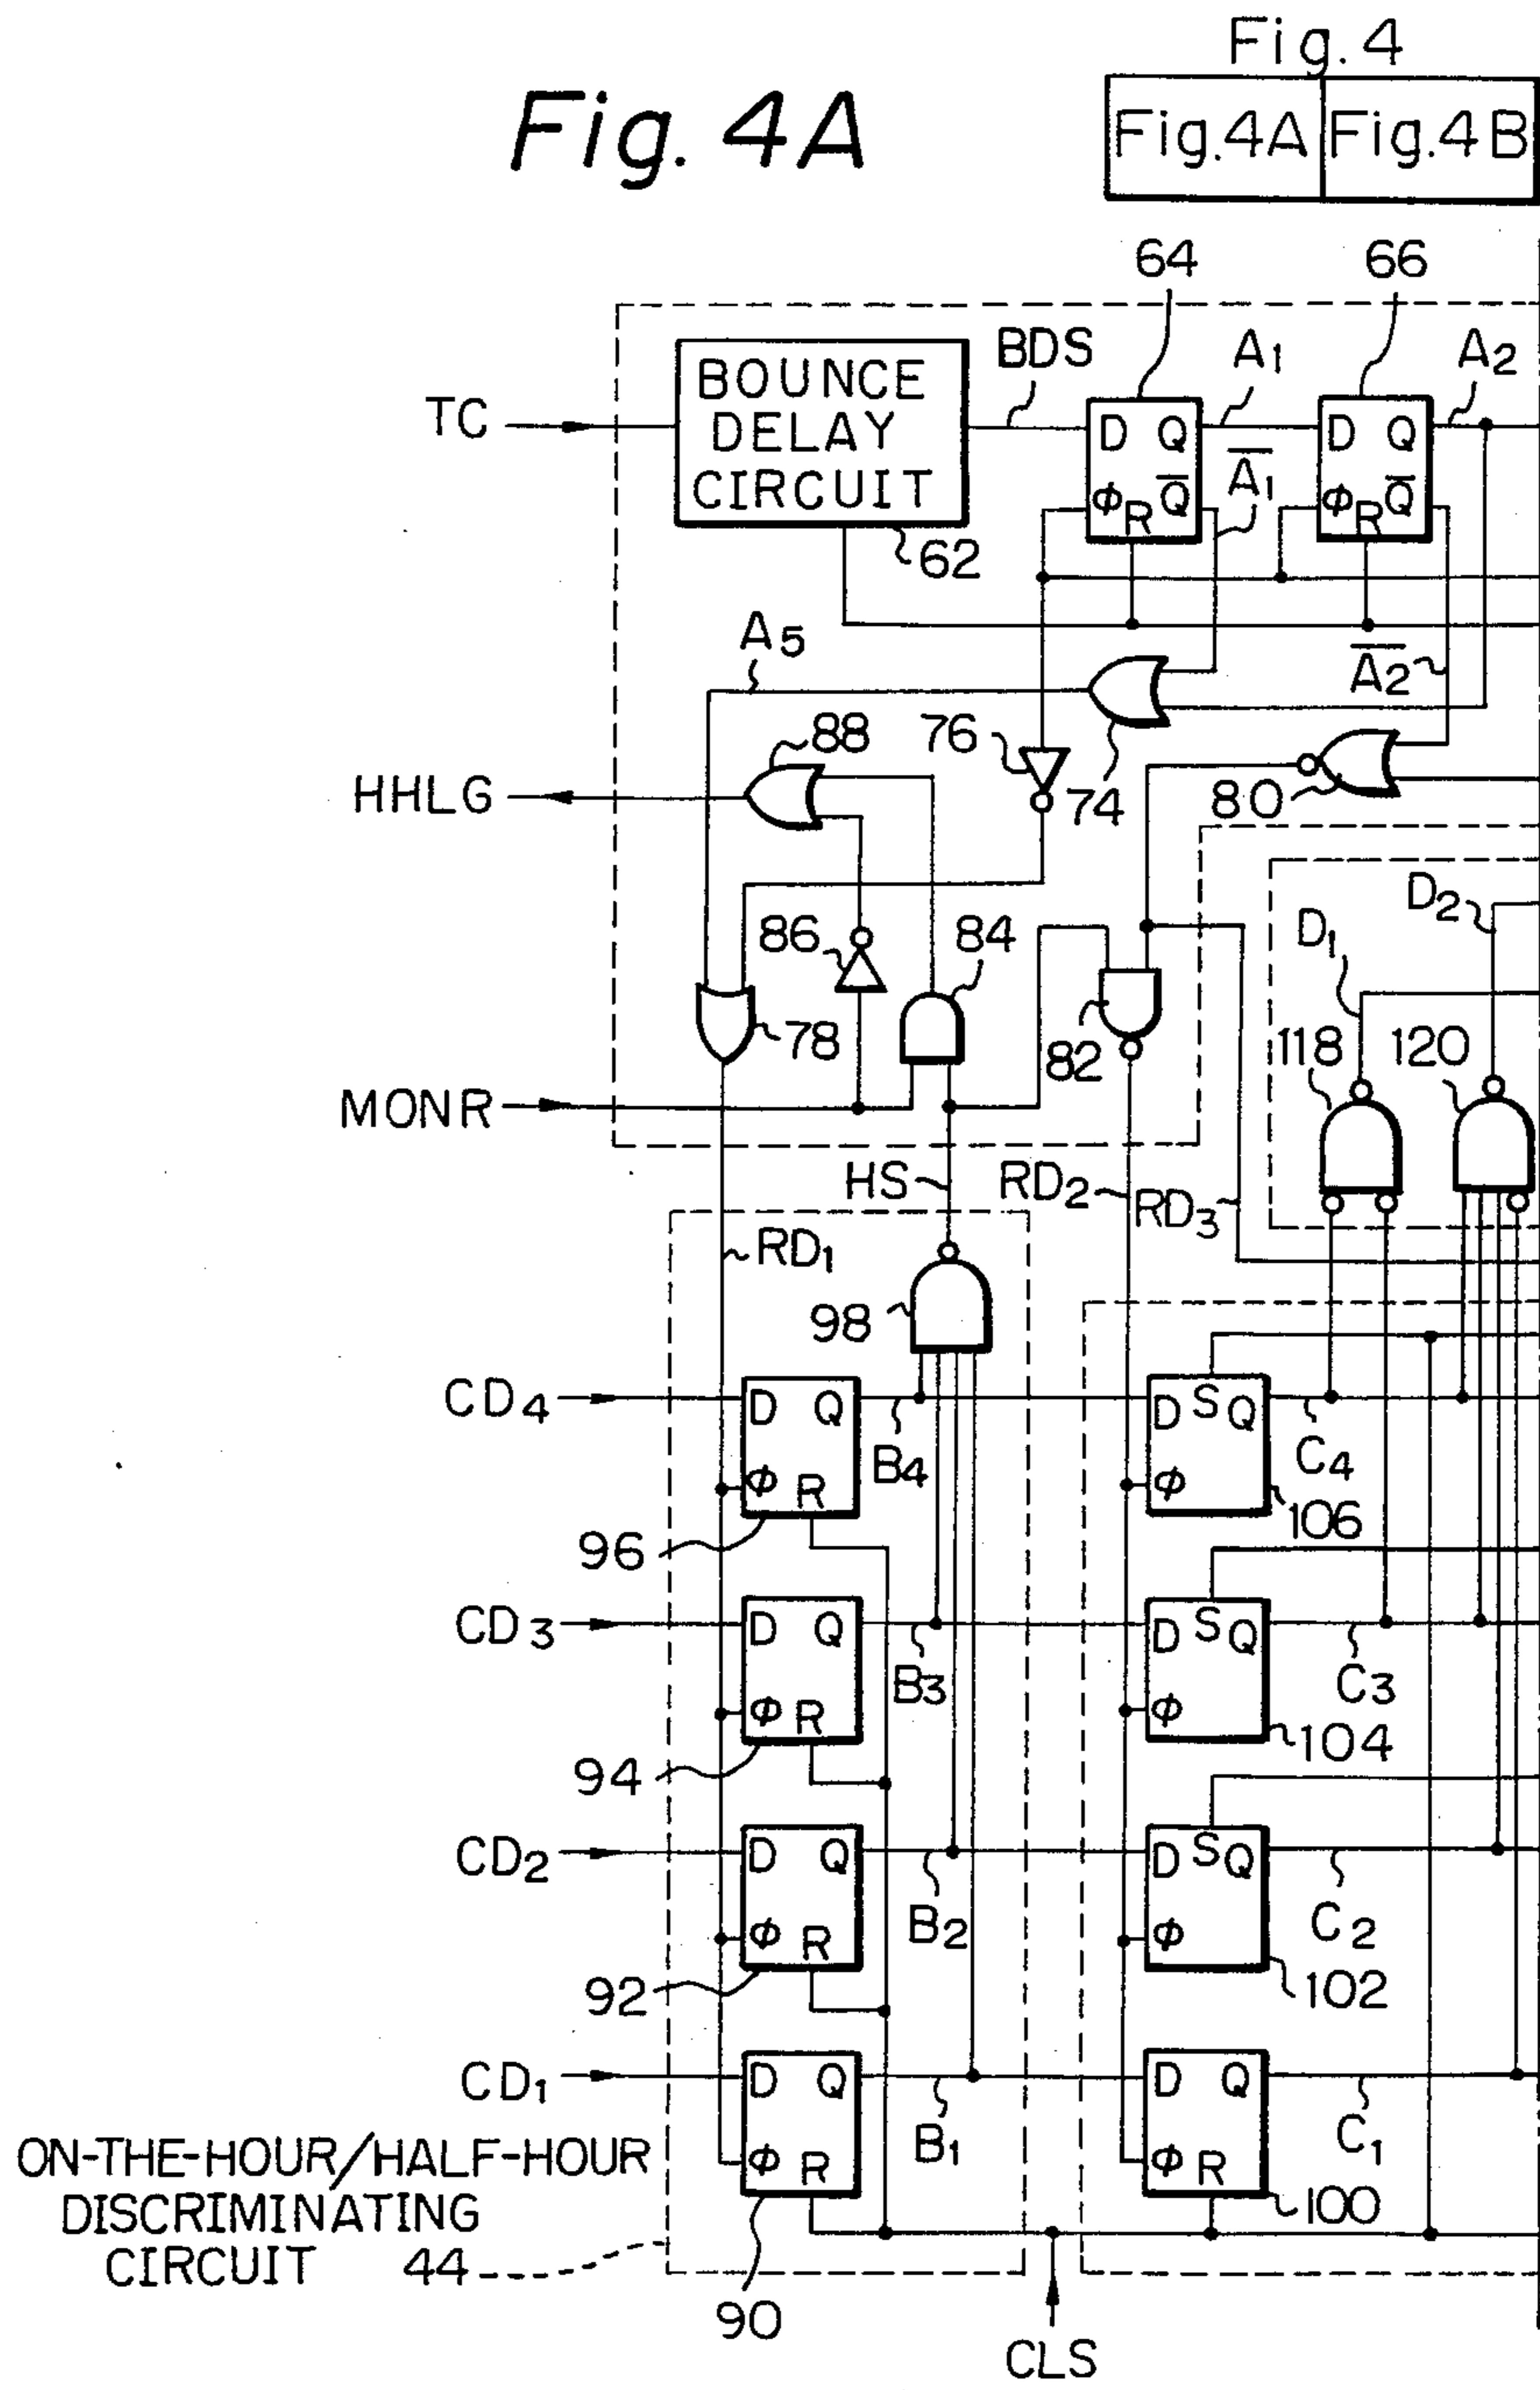 Fig. 4
Fig. 4A
Fig. 4A Fig. 4B
64 66
BDS A1 A2
BOUNCE
DELAY
CIRCUIT
TC
D Q D Q
A̅1̅
Φ R Q̅ Φ R Q̅
62
A5
A̅2̅
88 76
HHLG 74 80
D2
D1
86 84
78 82 118 120
MONR
HS RD2 RD3
RD1
98
CD4 D Q D S Q
B4 C4
Φ R Φ
106
96
CD3 D Q D S Q
B3 C3
Φ R Φ
104
94
CD2 D Q D S Q
B2 C2
Φ R Φ
92 102
CD1 D Q D Q
B1 C1
Φ R Φ R
100
ON-THE-HOUR/HALF-HOUR
DISCRIMINATING
CIRCUIT 44
90
CLS